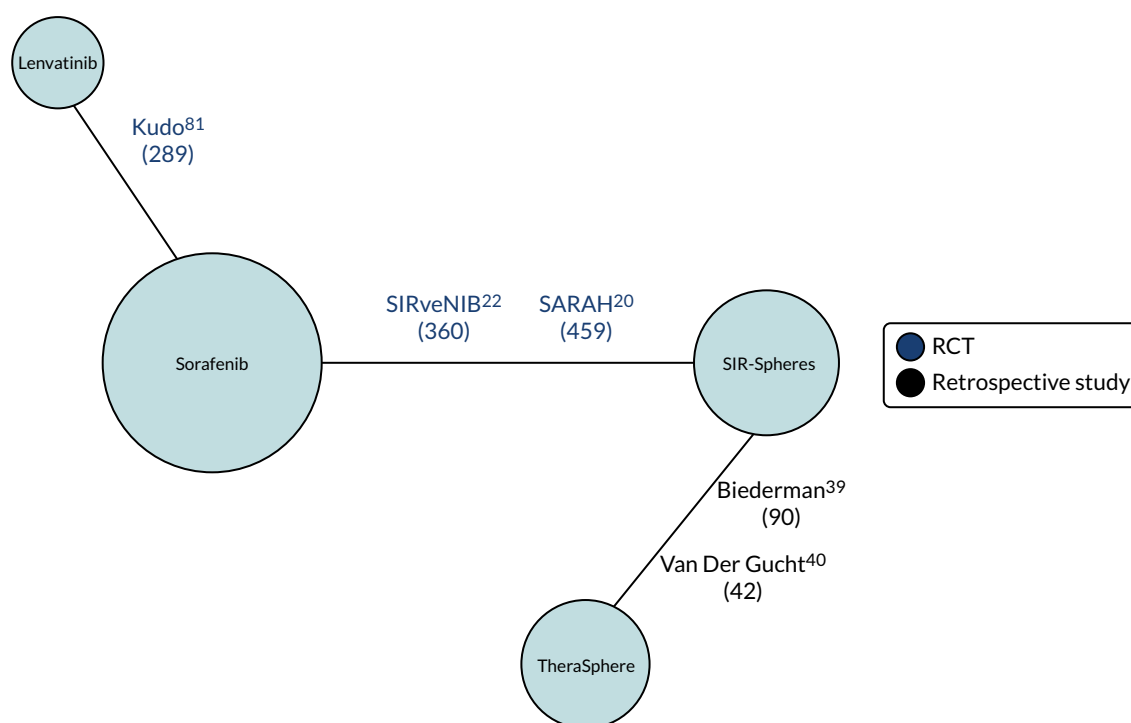 Lenvatinib
Kudo81
(289)
Sorafenib
SIRveNIB22
(360)
SARAH20
(459)
SIR-Spheres
RCT
Retrospective study
Biederman39
(90)
Van Der Gucht40
(42)
TheraSphere